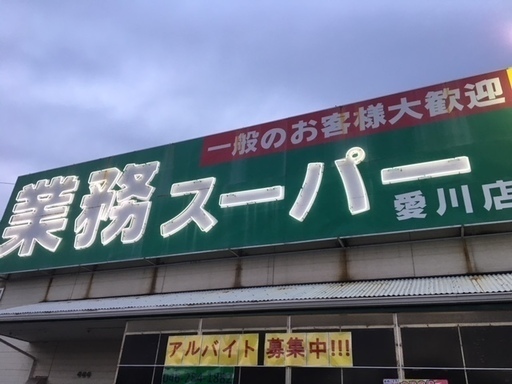 一般のお客様大歓迎
業務スーパー
愛川店
アルバイト 募集中!!!